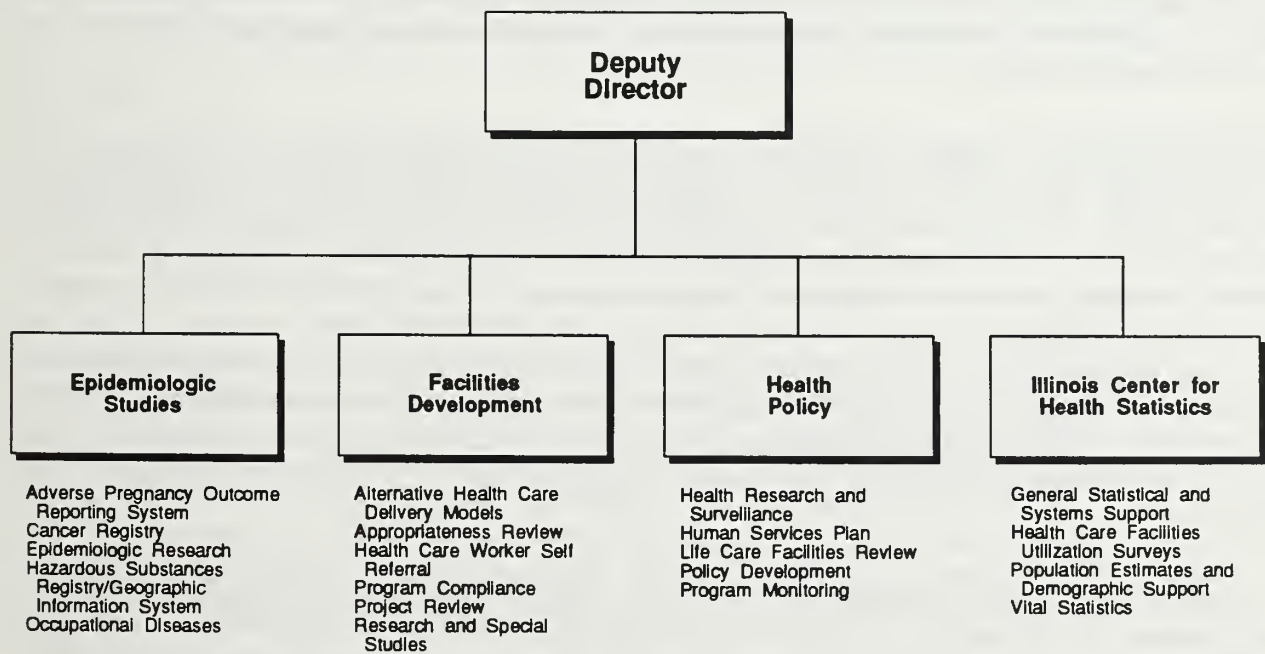 Deputy
Director
Epidemiologic
Studies
Adverse Pregnancy Outcome
Reporting System
Cancer Registry
Epidemiologic Research
Hazardous Substances
Registry/Geographic
Information System
Occupational Diseases
Facilities
Development
Alternative Health Care
Delivery Models
Appropriateness Review
Health Care Worker Self
Referral
Program Compliance
Project Review
Research and Special
Studies
Health
Policy
Health Research and
Surveillance
Human Services Plan
Life Care Facilities Review
Policy Development
Program Monitoring
Illinois Center for
Health Statistics
General Statistical and
Systems Support
Health Care Facilities
Utilization Surveys
Population Estimates and
Demographic Support
Vital Statistics